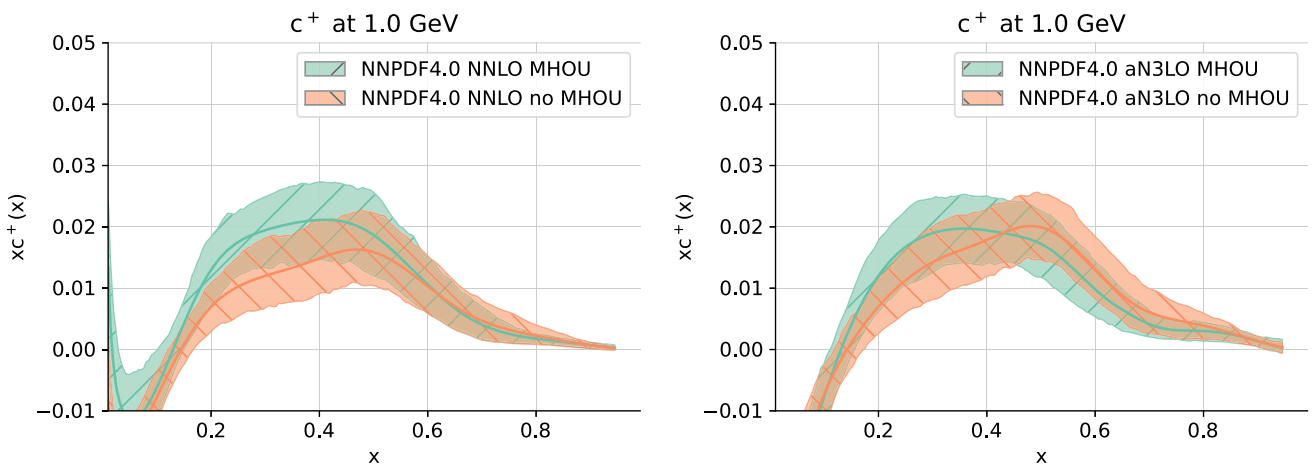 c+ at 1.0 GeV
NNPDF4.0 NNLO MHOU
NNPDF4.0 NNLO no MHOU
0.05
0.04
0.03
0.02
0.01
0.00
−0.01
xc+(x)
0.2
0.4
0.6
0.8
x
c+ at 1.0 GeV
NNPDF4.0 aN3LO MHOU
NNPDF4.0 aN3LO no MHOU
0.05
0.04
0.03
0.02
0.01
0.00
−0.01
xc+(x)
0.2
0.4
0.6
0.8
x